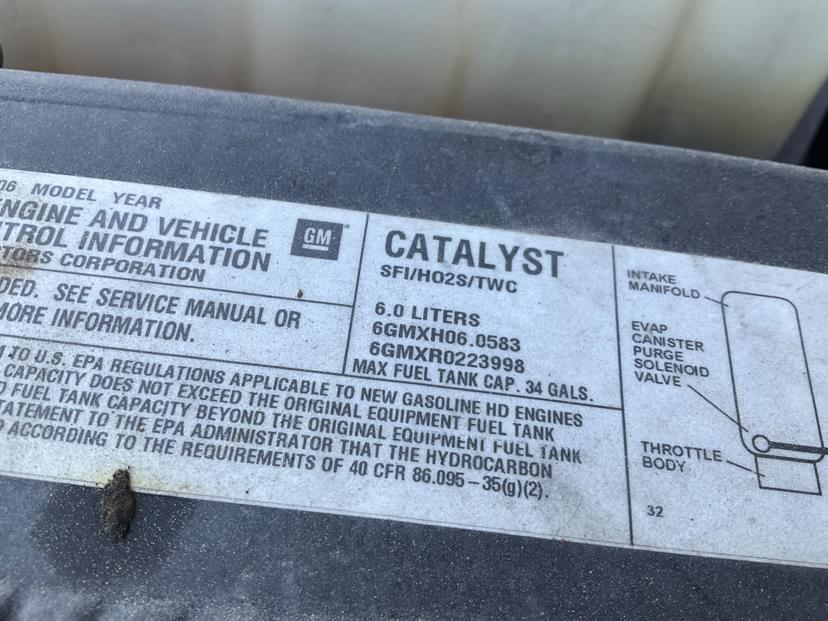 06 MODEL YEAR
ENGINE AND VEHICLE
TROL INFORMATION
TORS CORPORATION
GM
DED. SEE SERVICE MANUAL OR
MORE INFORMATION.
CATALYST
SFI/HO2S/TWC
6.0 LITERS
6GMXH06.0583
6GMXR0223998
MAX FUEL TANK CAP. 34 GALS.
TO U.S. EPA REGULATIONS APPLICABLE TO NEW GASOLINE HD ENGINES
CAPACITY DOES NOT EXCEED THE ORIGINAL EQUIPMENT FUEL TANK
FUEL TANK CAPACITY BEYOND THE ORIGINAL EQUIPMENT FUEL TANK
STATEMENT TO THE EPA ADMINISTRATOR THAT THE HYDROCARBON
ACCORDING TO THE REQUIREMENTS OF 40 CFR 86.095-35(g)(2).
INTAKE
MANIFOLD
EVAP
CANISTER
PURGE
SOLENOID
VALVE
THROTTLE
BODY
32